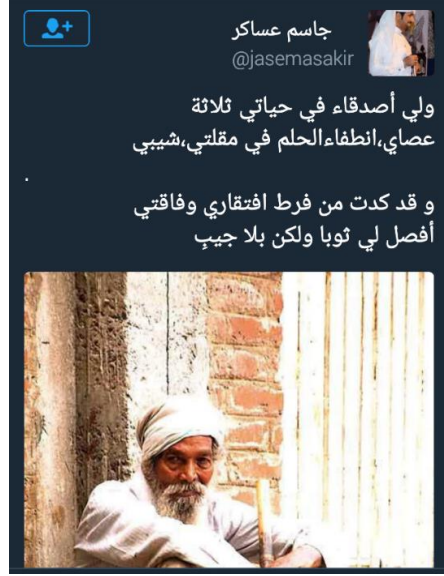 جاسم عساكر
@jasemasakir
ولي أصدقاء في حياتي ثلاثة
عصاي،انطفاءالحلم في مقلتي،شيبي
.
و قد كدت من فرط افتقاري وفاقتي
أفصل لي ثوبا ولكن بلا جيبِ